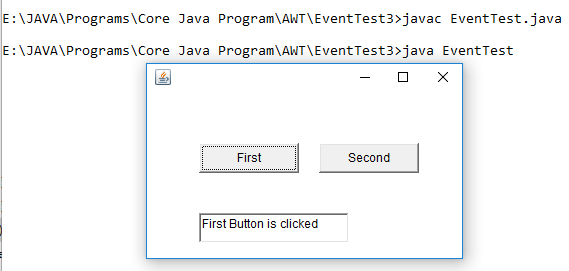 E:\JAVA\Programs\Core Java Program\AWT\EventTest3>javac EventTest.java
E:\JAVA\Programs\Core Java Program\AWT\EventTest3>java EventTest
First Second
First Button is clicked